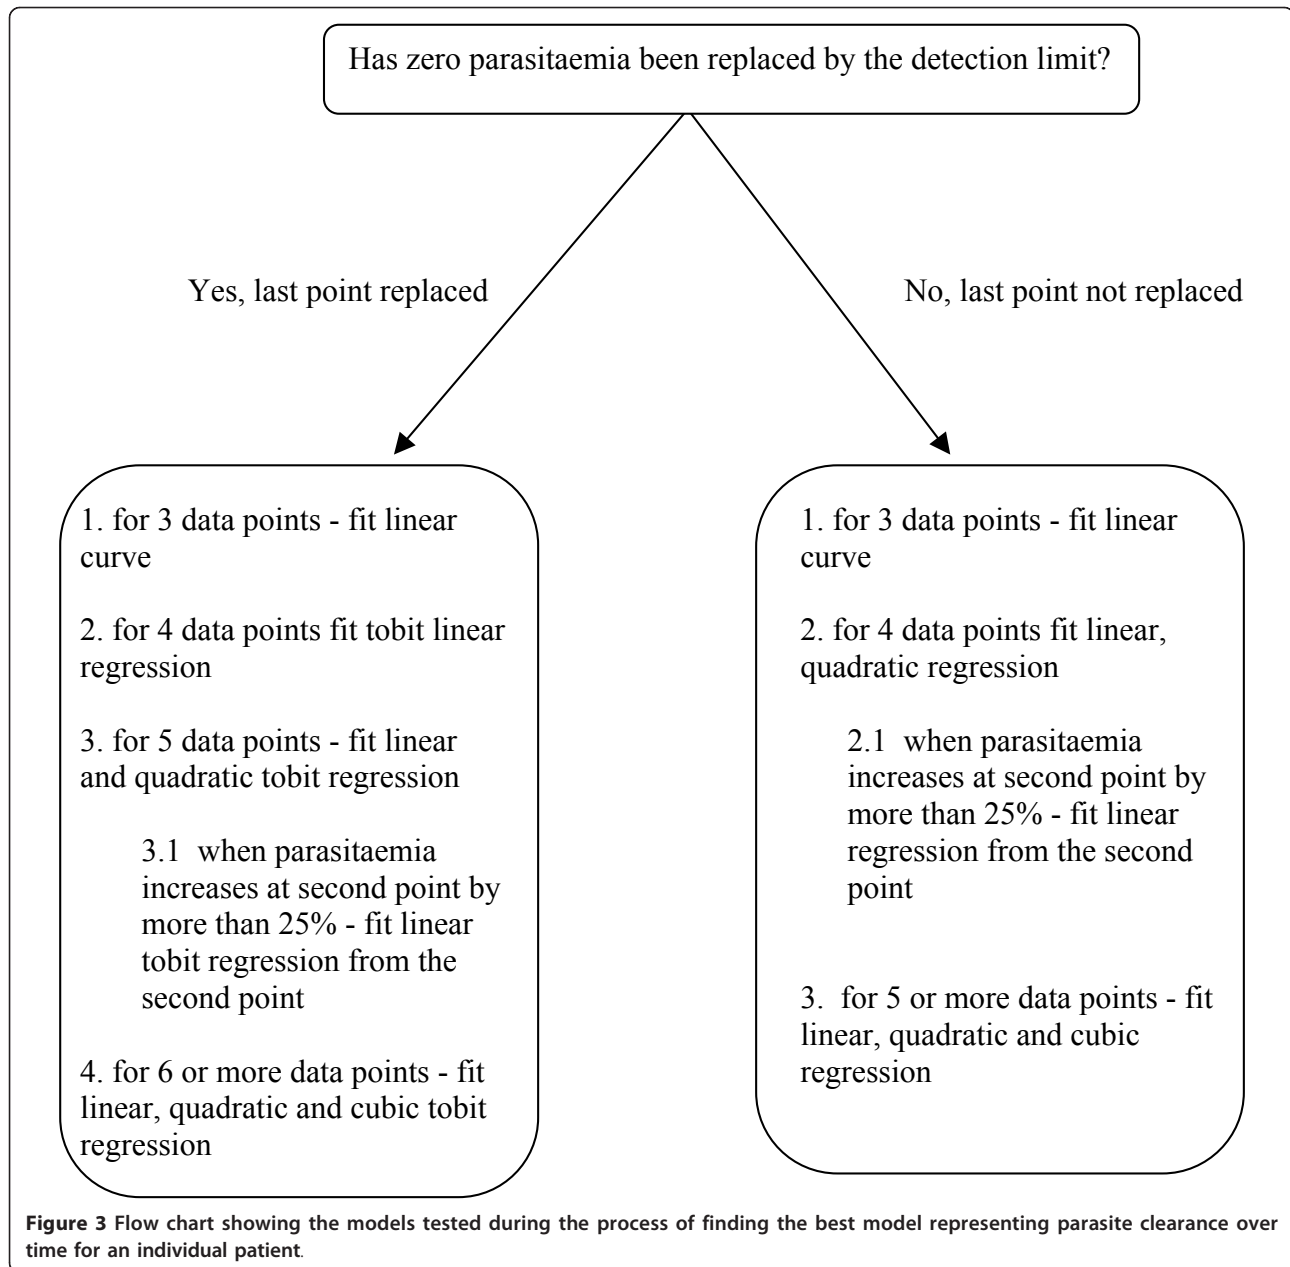 Has zero parasitaemia been replaced by the detection limit?
Yes, last point replaced
No, last point not replaced
1. for 3 data points - fit linear
curve
2. for 4 data points fit tobit linear
regression
3. for 5 data points - fit linear
and quadratic tobit regression
3.1 when parasitaemia
increases at second point by
more than 25% - fit linear
tobit regression from the
second point
4. for 6 or more data points - fit
linear, quadratic and cubic tobit
regression
1. for 3 data points - fit linear
curve
2. for 4 data points fit linear,
quadratic regression
2.1 when parasitaemia
increases at second point by
more than 25% - fit linear
regression from the second
point
3. for 5 or more data points - fit
linear, quadratic and cubic
regression
Figure 3 Flow chart showing the models tested during the process of finding the best model representing parasite clearance over
time for an individual patient.